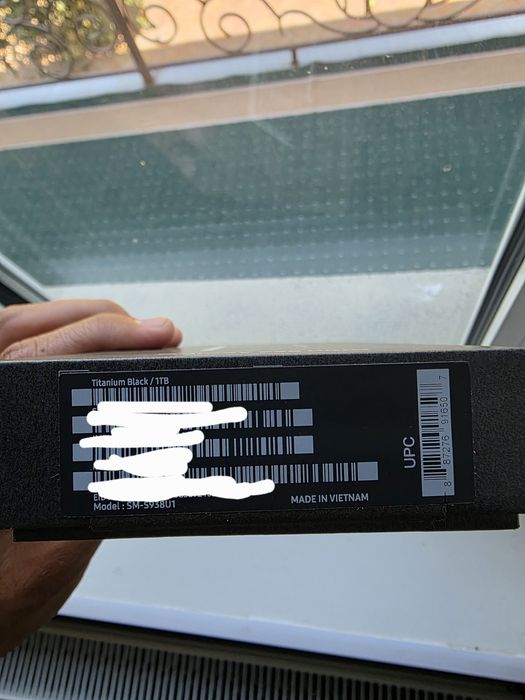 Titanium Black / 1TB
Model : SM-S938U1
MADE IN VIETNAM
UPC
8 87276 91650 7